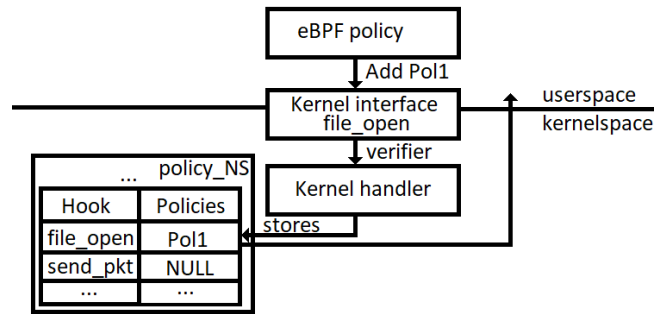 eBPF policy
Add Pol1
Kernel interface
file_open
userspace
kernelspace
verifier
Kernel handler
stores
policy_NS
...
Hook Policies
file_open Pol1
send_pkt NULL
... ...